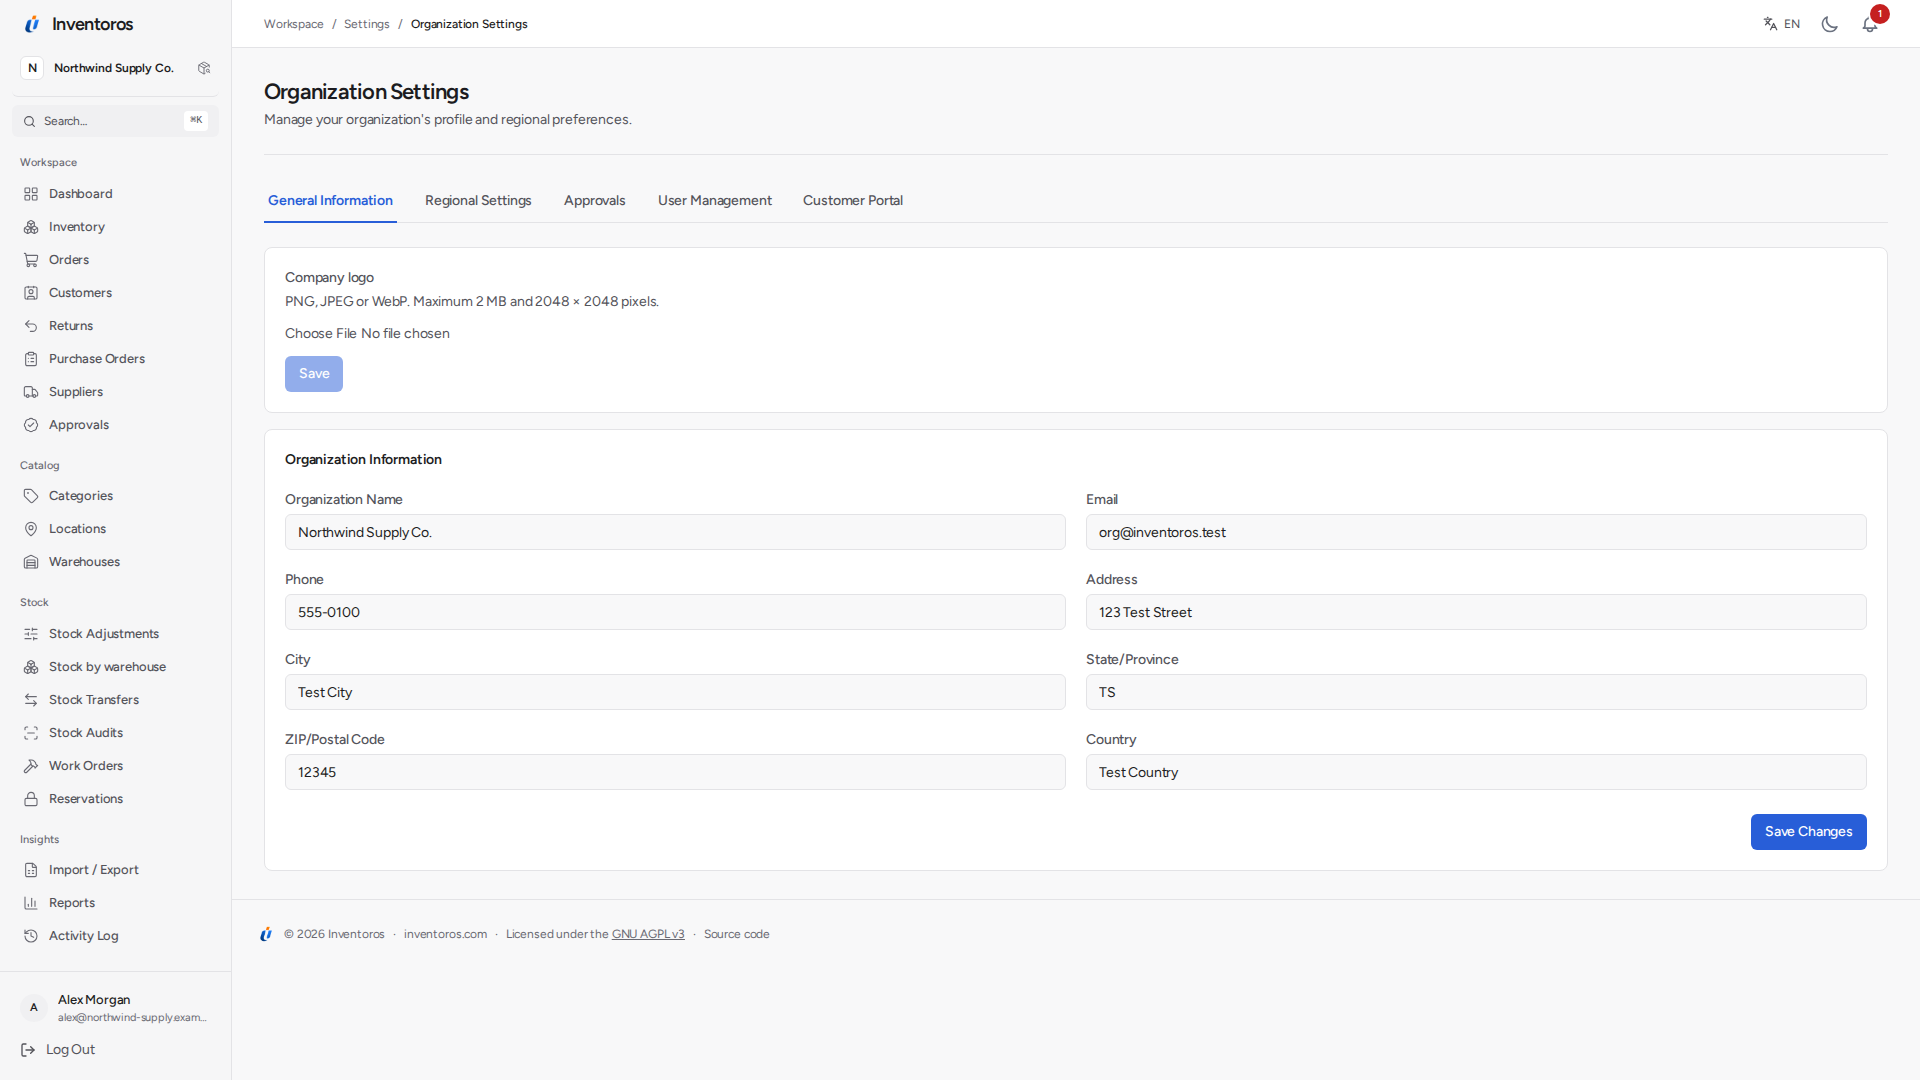 Inventoros
N Northwind Supply Co.
Search... ⌘K
Workspace
Dashboard
Inventory
Orders
Customers
Returns
Purchase Orders
Suppliers
Approvals
Catalog
Categories
Locations
Warehouses
Stock
Stock Adjustments
Stock by warehouse
Stock Transfers
Stock Audits
Work Orders
Reservations
Insights
Import / Export
Reports
Activity Log
A
Alex Morgan
alex@northwind-supply.exam...
Log Out
Workspace / Settings / Organization Settings
EN
1
Organization Settings
Manage your organization's profile and regional preferences.
General Information
Regional Settings
Approvals
User Management
Customer Portal
Company logo
PNG, JPEG or WebP. Maximum 2 MB and 2048 × 2048 pixels.
Choose File No file chosen
Save
Organization Information
Organization Name
Northwind Supply Co.
Email
org@inventoros.test
Phone
555-0100
Address
123 Test Street
City
Test City
State/Province
TS
ZIP/Postal Code
12345
Country
Test Country
Save Changes
© 2026 Inventoros · inventoros.com · Licensed under the GNU AGPL v3 · Source code